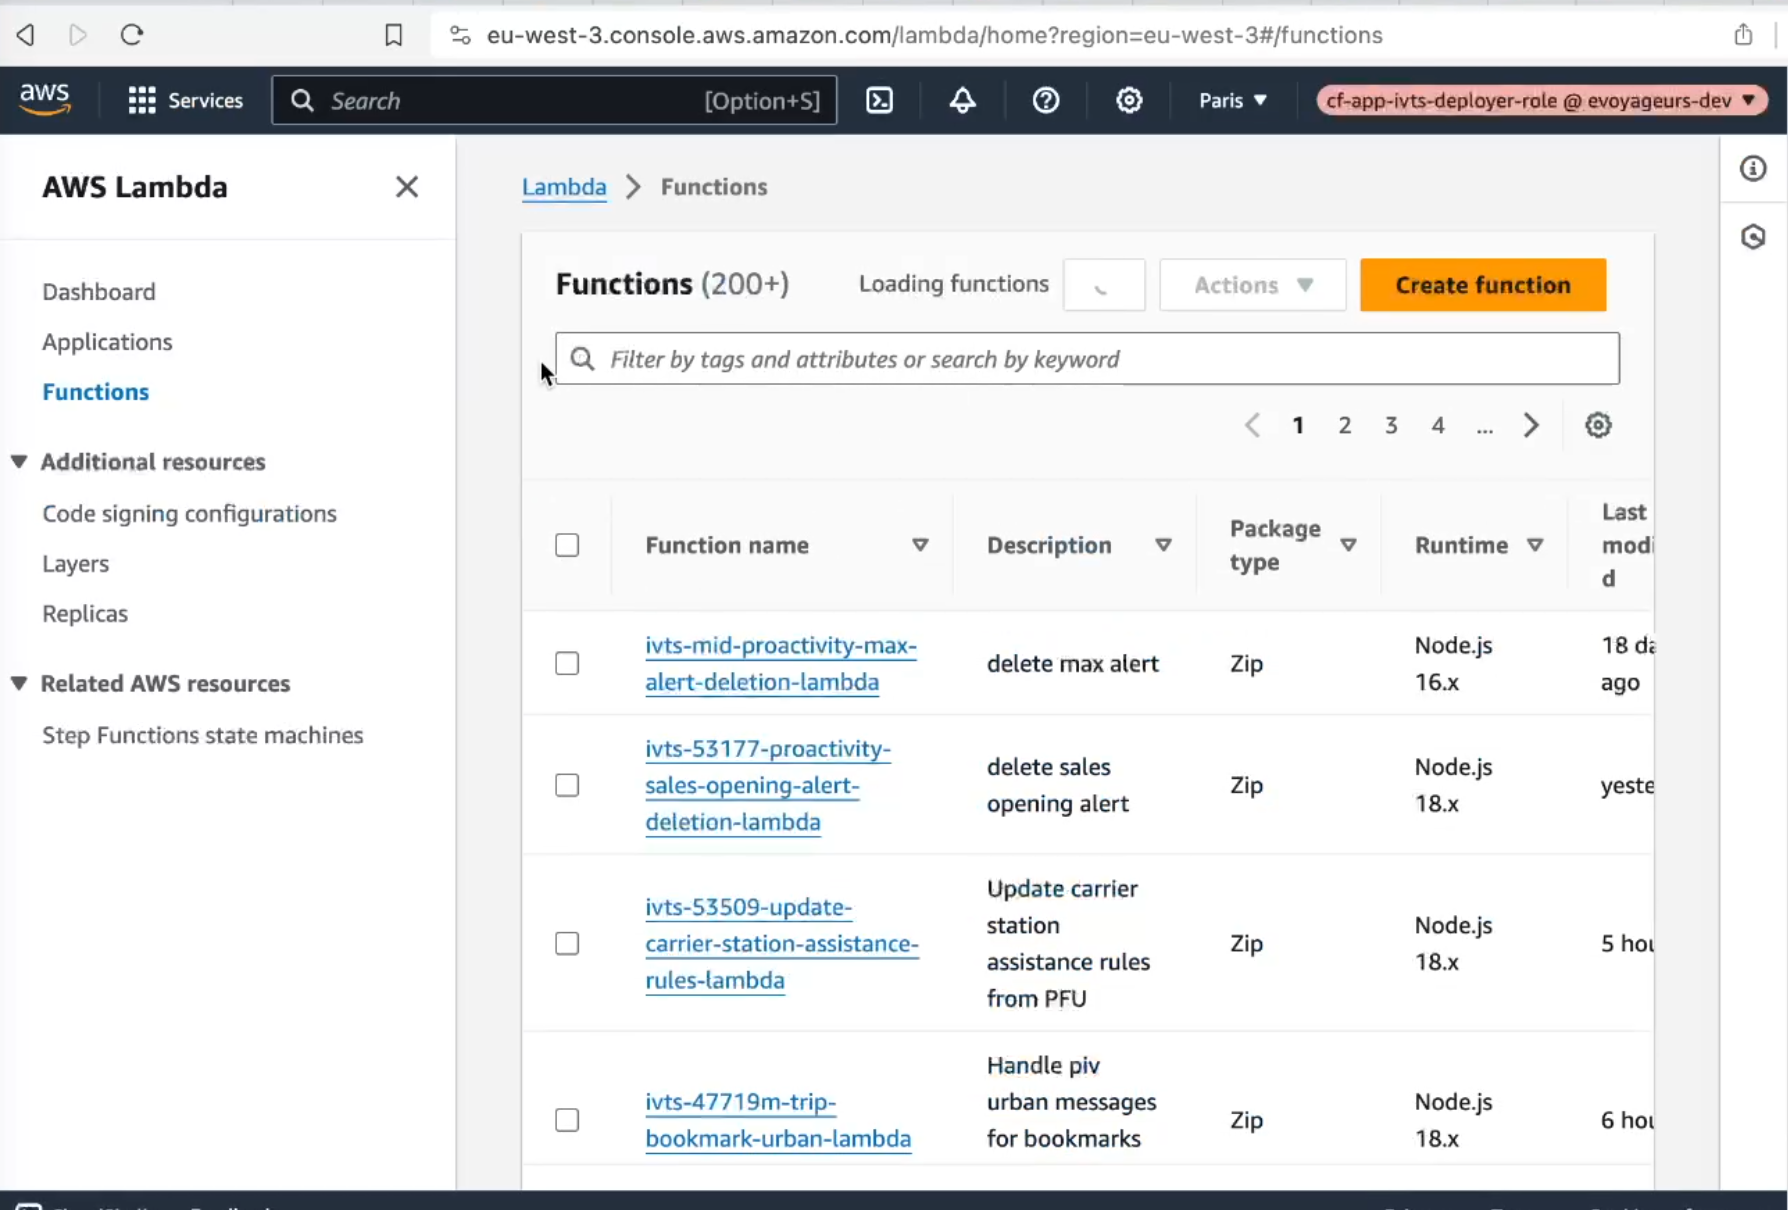 eu-west-3.console.aws.amazon.com/lambda/home?region=eu-west-3#/functions
aws
Services
Search
[Option+S]
Paris
cf-app-ivts-deployer-role @ evoyageurs-dev
AWS Lambda
Dashboard
Applications
Functions
Additional resources
Code signing configurations
Layers
Replicas
Related AWS resources
Step Functions state machines
Lambda
Functions
Functions (200+)
Loading functions
Actions
Create function
Filter by tags and attributes or search by keyword
1 2 3 4 ...
Function name
Description
Package
type
Runtime
Last
modi
d
ivts-mid-proactivity-max-
alert-deletion-lambda
delete max alert
Zip
Node.js
16.x
18 da
ago
ivts-53177-proactivity-
sales-opening-alert-
deletion-lambda
delete sales
opening alert
Zip
Node.js
18.x
yeste
ivts-53509-update-
carrier-station-assistance-
rules-lambda
Update carrier
station
assistance rules
from PFU
Zip
Node.js
18.x
5 hou
ivts-47719m-trip-
bookmark-urban-lambda
Handle piv
urban messages
for bookmarks
Zip
Node.js
18.x
6 hou